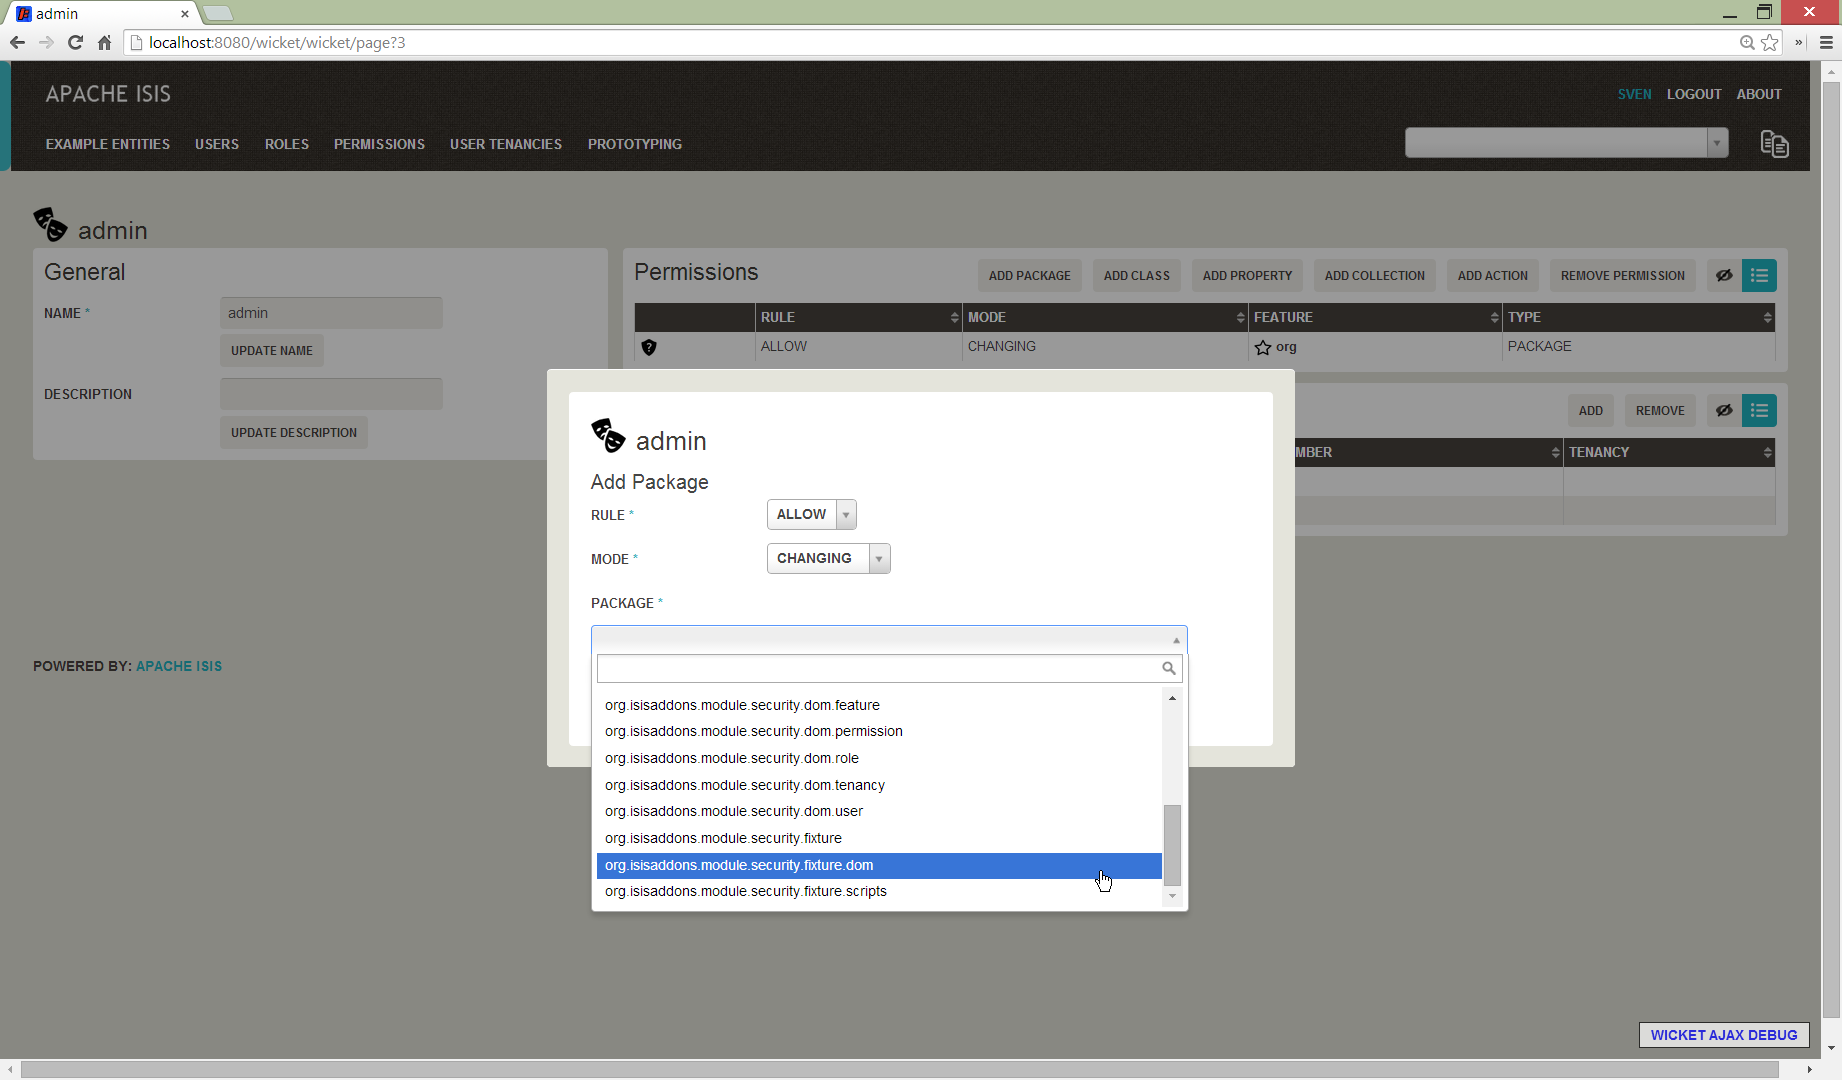 admin
localhost:8080/wicket/wicket/page?3
»
APACHE ISIS
SVEN LOGOUT ABOUT
EXAMPLE ENTITIES USERS ROLES PERMISSIONS USER TENANCIES PROTOTYPING
admin
General
NAME *
admin
UPDATE NAME
DESCRIPTION
UPDATE DESCRIPTION
Permissions
ADD PACKAGE ADD CLASS ADD PROPERTY ADD COLLECTION ADD ACTION REMOVE PERMISSION
RULE MODE FEATURE TYPE
ALLOW CHANGING org PACKAGE
ADD REMOVE
MBER TENANCY
admin
Add Package
RULE * ALLOW
MODE * CHANGING
PACKAGE *
org.isisaddons.module.security.dom.feature
org.isisaddons.module.security.dom.permission
org.isisaddons.module.security.dom.role
org.isisaddons.module.security.dom.tenancy
org.isisaddons.module.security.dom.user
org.isisaddons.module.security.fixture
org.isisaddons.module.security.fixture.dom
org.isisaddons.module.security.fixture.scripts
POWERED BY: APACHE ISIS
WICKET AJAX DEBUG